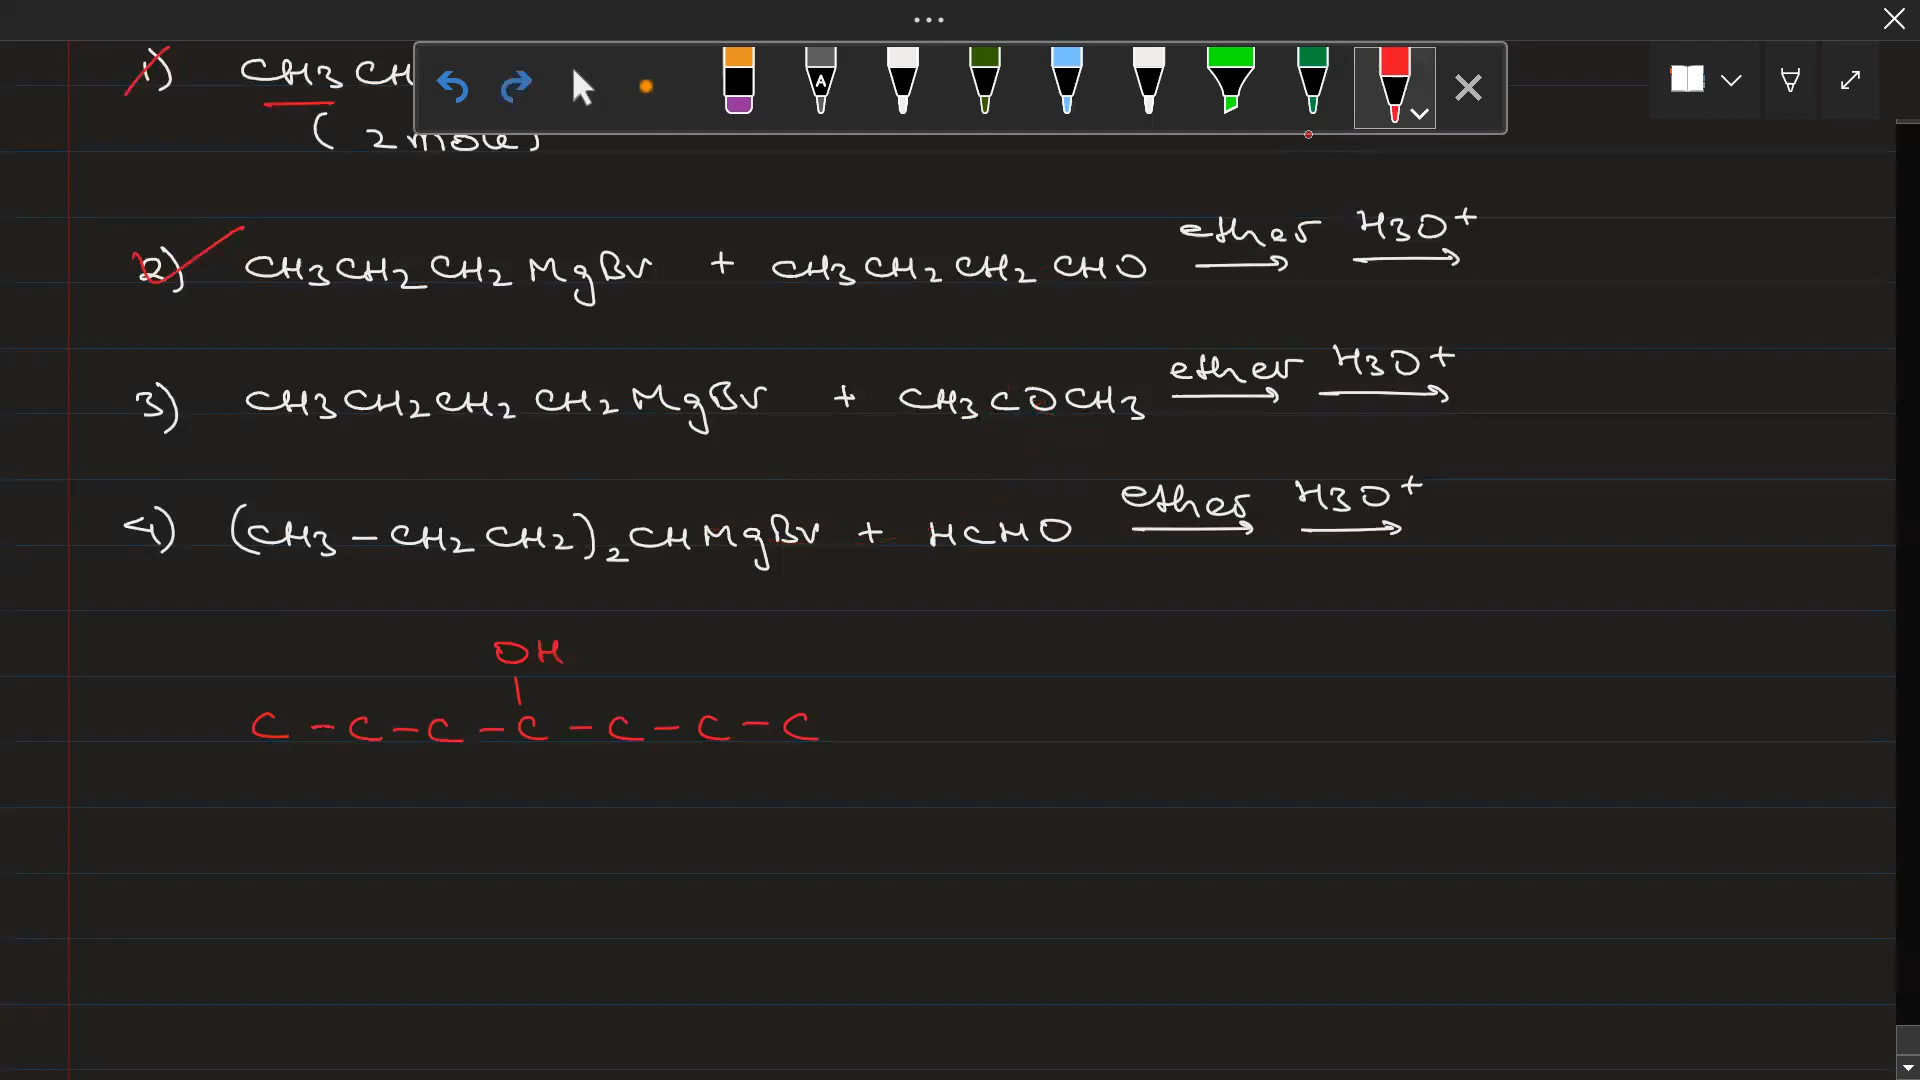 1) CH3CH
( 2 mole)
2) CH3CH2CH2MgBr + CH3CH2CH2CHO ether H3O+
3) CH3CH2CH2CH2MgBr + CH3COCH3 ether H3O+
4) (CH3-CH2CH2)2CHMgBr + HCHO ether H3O+
OH
C-C-C-C-C-C-C